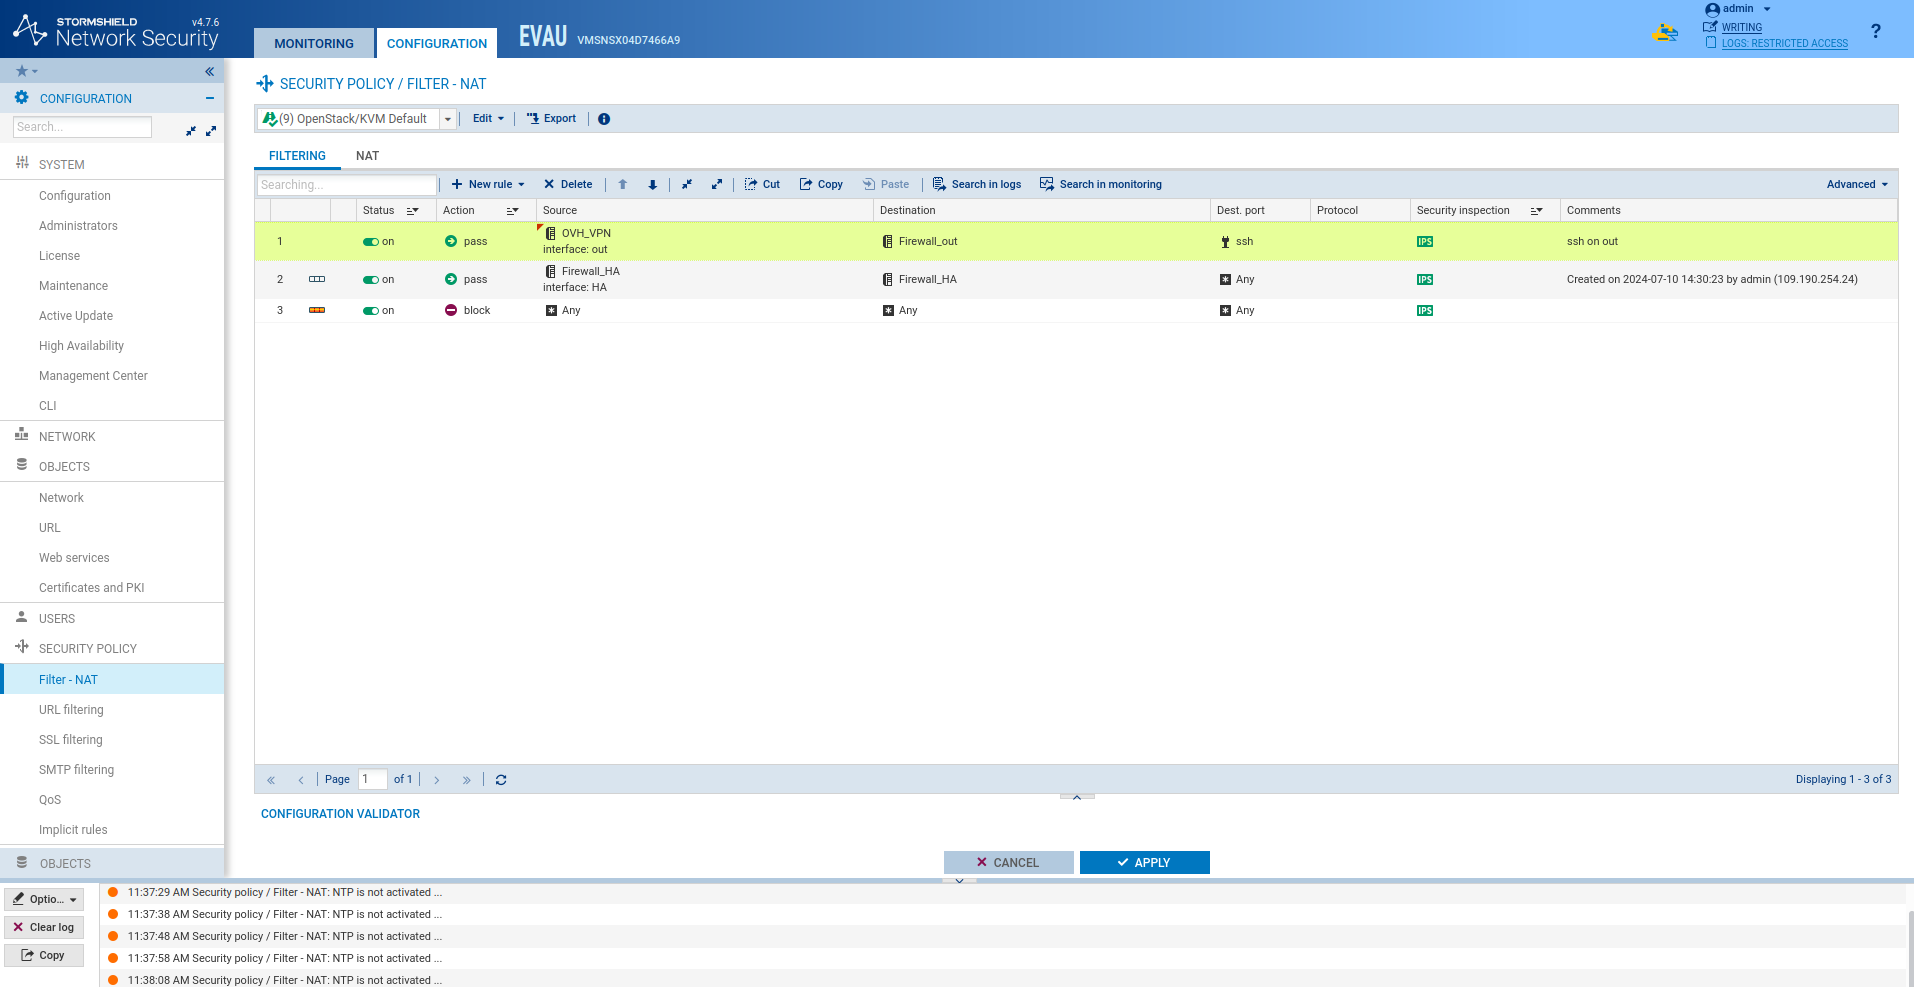 STORMSHIELD v4.7.6
Network Security
MONITORING CONFIGURATION EVAU VMSNSX04D7466A9
admin
WRITING
LOGS: RESTRICTED ACCESS
?
CONFIGURATION
Search...
SYSTEM
Configuration
Administrators
License
Maintenance
Active Update
High Availability
Management Center
CLI
NETWORK
OBJECTS
Network
URL
Web services
Certificates and PKI
USERS
SECURITY POLICY
Filter - NAT
URL filtering
SSL filtering
SMTP filtering
QoS
Implicit rules
OBJECTS
SECURITY POLICY / FILTER - NAT
(9) OpenStack/KVM Default Edit Export
FILTERING NAT
Searching... New rule Delete Cut Copy Paste Search in logs Search in monitoring Advanced
Status Action Source Destination Dest. port Protocol Security inspection Comments
1 on pass OVH_VPN interface: out Firewall_out ssh IPS ssh on out
2 on pass Firewall_HA interface: HA Firewall_HA Any IPS Created on 2024-07-10 14:30:23 by admin (109.190.254.24)
3 on block Any Any Any IPS
Page 1 of 1 Displaying 1 - 3 of 3
CONFIGURATION VALIDATOR
CANCEL APPLY
Optio...
Clear log
Copy
11:37:29 AM Security policy / Filter - NAT: NTP is not activated ...
11:37:38 AM Security policy / Filter - NAT: NTP is not activated ...
11:37:48 AM Security policy / Filter - NAT: NTP is not activated ...
11:37:58 AM Security policy / Filter - NAT: NTP is not activated ...
11:38:08 AM Security policy / Filter - NAT: NTP is not activated ...